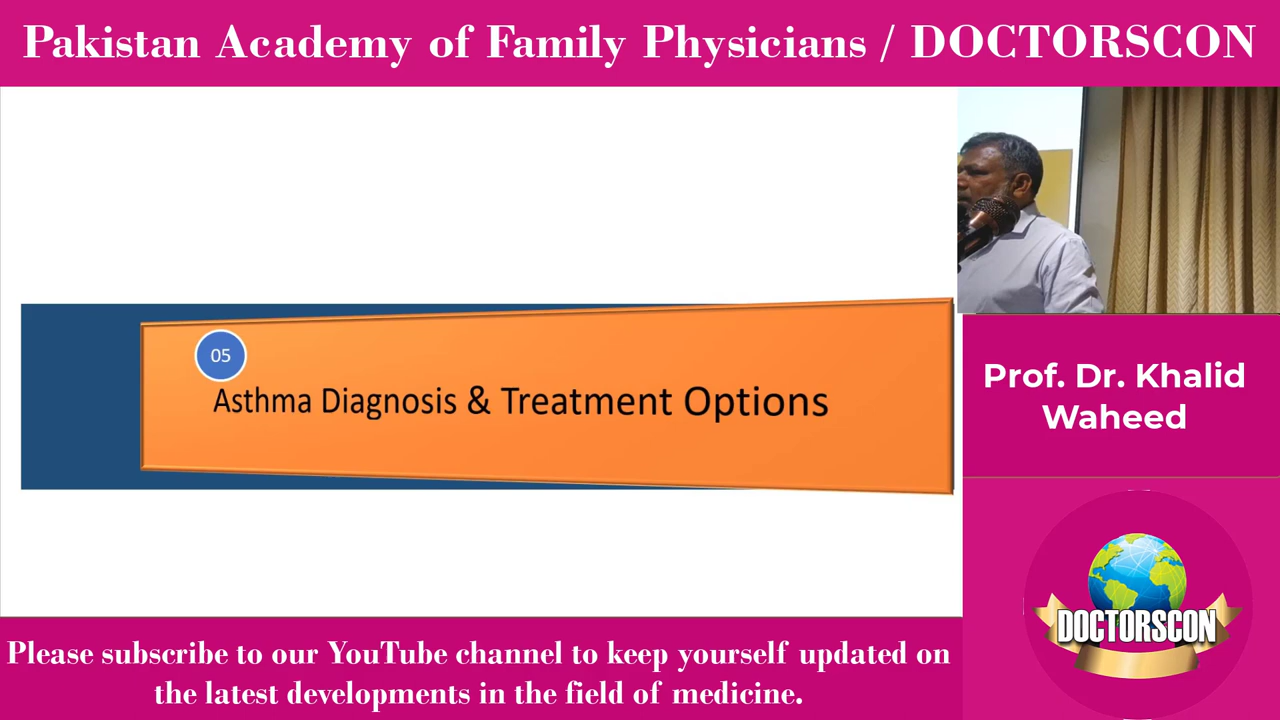 Pakistan Academy of Family Physicians / DOCTORSCON
05
Asthma Diagnosis & Treatment Options
Prof. Dr. Khalid
Waheed
DOCTORSCON
Please subscribe to our YouTube channel to keep yourself updated on
the latest developments in the field of medicine.